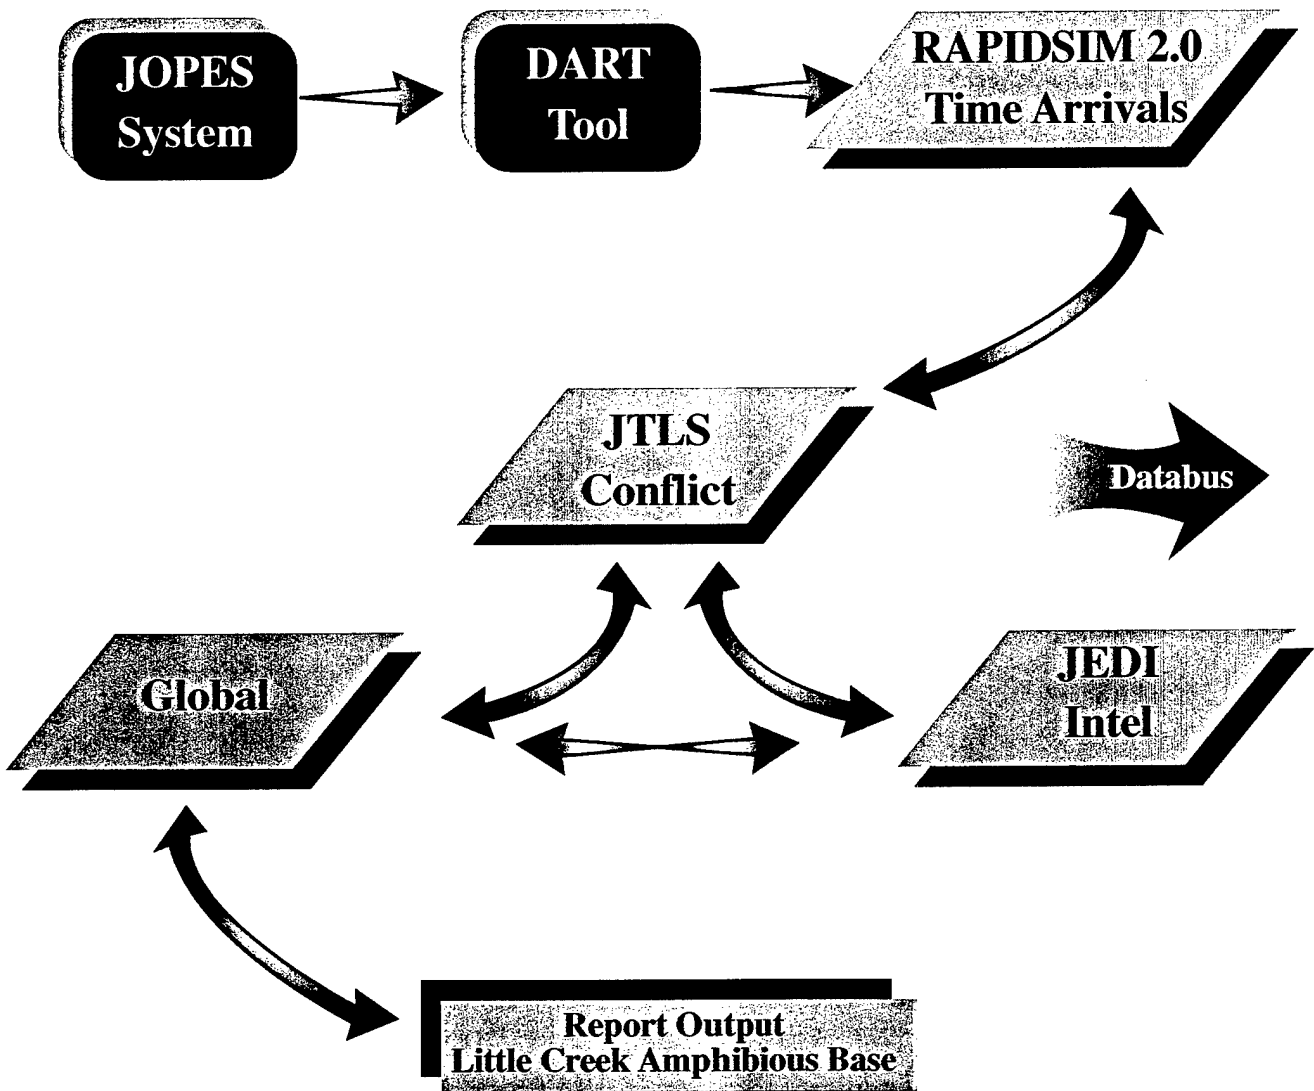 JOPES
System
DART
Tool
RAPIDSIM 2.0
Time Arrivals
JTLS
Conflict
Databus
Global
JEDI
Intel
Report Output
Little Creek Amphibious Base